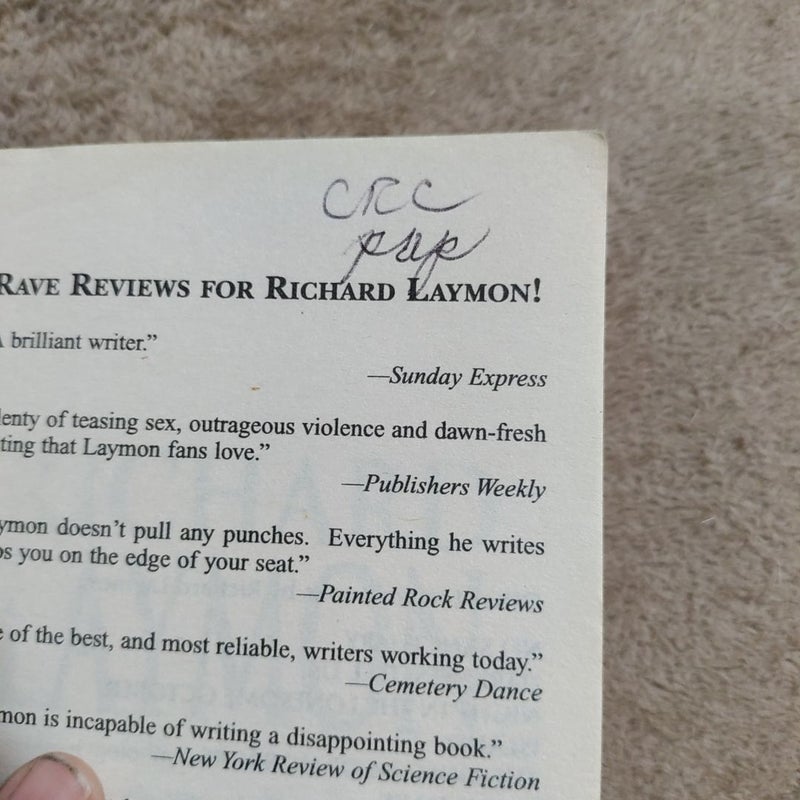 CRC
pup
RAVE REVIEWS FOR RICHARD LAYMON!
A brilliant writer.”
—Sunday Express
lenty of teasing sex, outrageous violence and dawn-fresh
ting that Laymon fans love.”
—Publishers Weekly
ymon doesn’t pull any punches. Everything he writes
ps you on the edge of your seat.”
—Painted Rock Reviews
e of the best, and most reliable, writers working today.”
—Cemetery Dance
mon is incapable of writing a disappointing book.”
—New York Review of Science Fiction